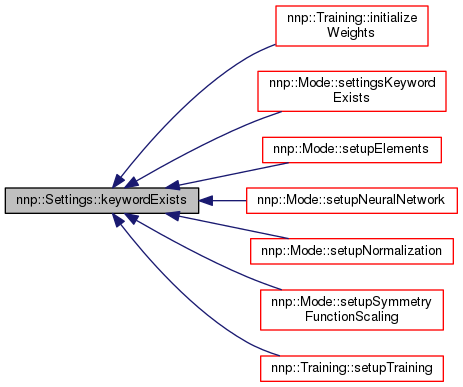 nnp::Training::initialize
Weights
nnp::Mode::settingsKeyword
Exists
nnp::Mode::setupElements
nnp::Settings::keywordExists
nnp::Mode::setupNeuralNetwork
nnp::Mode::setupNormalization
nnp::Mode::setupSymmetry
FunctionScaling
nnp::Training::setupTraining